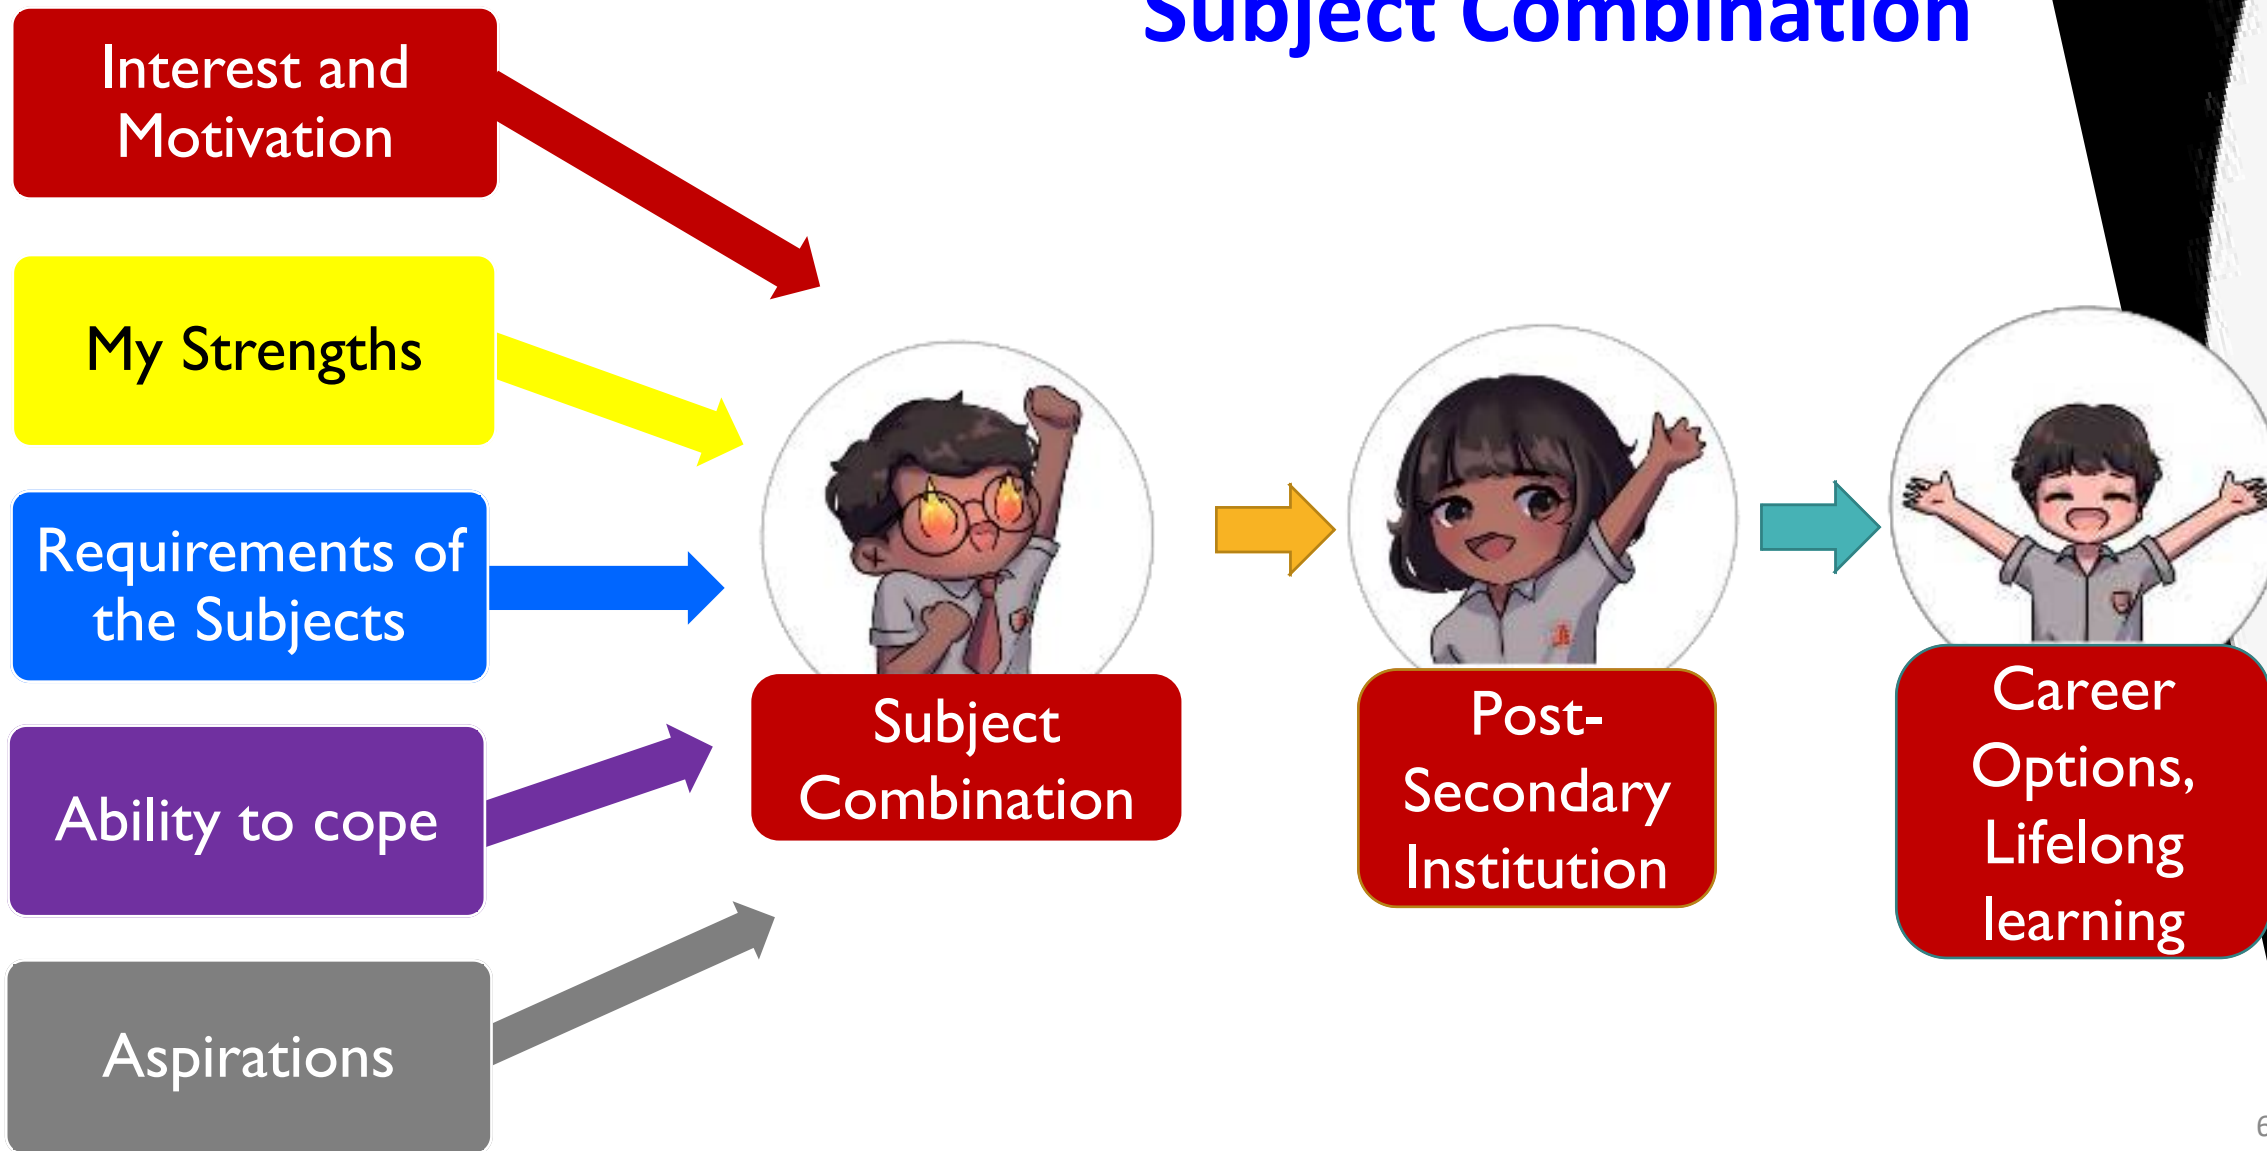 Subject Combination
Interest and
Motivation
My Strengths
Requirements of
the Subjects
Ability to cope
Aspirations
Subject
Combination
Post-
Secondary
Institution
Career
Options,
Lifelong
learning
6